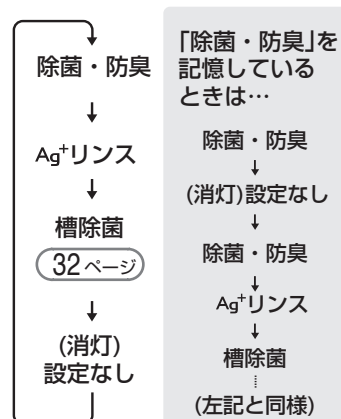 除菌・防臭
Ag⁺リンス
槽除菌
32ページ
(消灯)
設定なし
「除菌・防臭」を
記憶している
ときは…
除菌・防臭
(消灯)設定なし
除菌・防臭
Ag⁺リンス
槽除菌
(左記と同様)